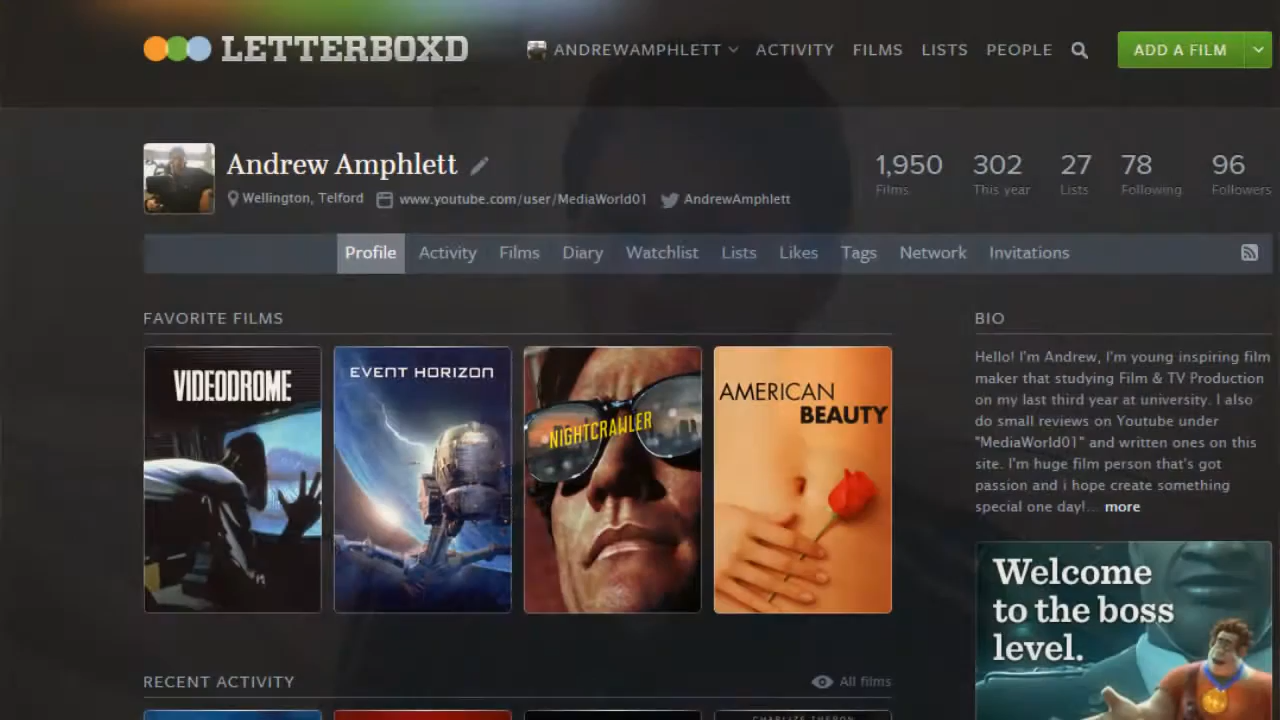 LETTERBOXD
ANDREWAMPHLETT ACTIVITY FILMS LISTS PEOPLE
ADD A FILM
Andrew Amphlett
Wellington, Telford www.youtube.com/user/MediaWorld01 AndrewAmphlett
1,950 302 27 78 96
Films This year Lists Following Followers
Profile Activity Films Diary Watchlist Lists Likes Tags Network Invitations
FAVORITE FILMS
VIDEODROME
EVENT HORIZON
NIGHTCRAWLER
AMERICAN
BEAUTY
BIO
Hello! I'm Andrew, I'm young inspiring film
maker that studying Film & TV Production
on my last third year at university. I also
do small reviews on Youtube under
"MediaWorld01" and written ones on this
site. I'm huge film person that's got
passion and i hope create something
special one day!... more
Welcome
to the boss
level.
RECENT ACTIVITY
All films
CHARLIZE THERON